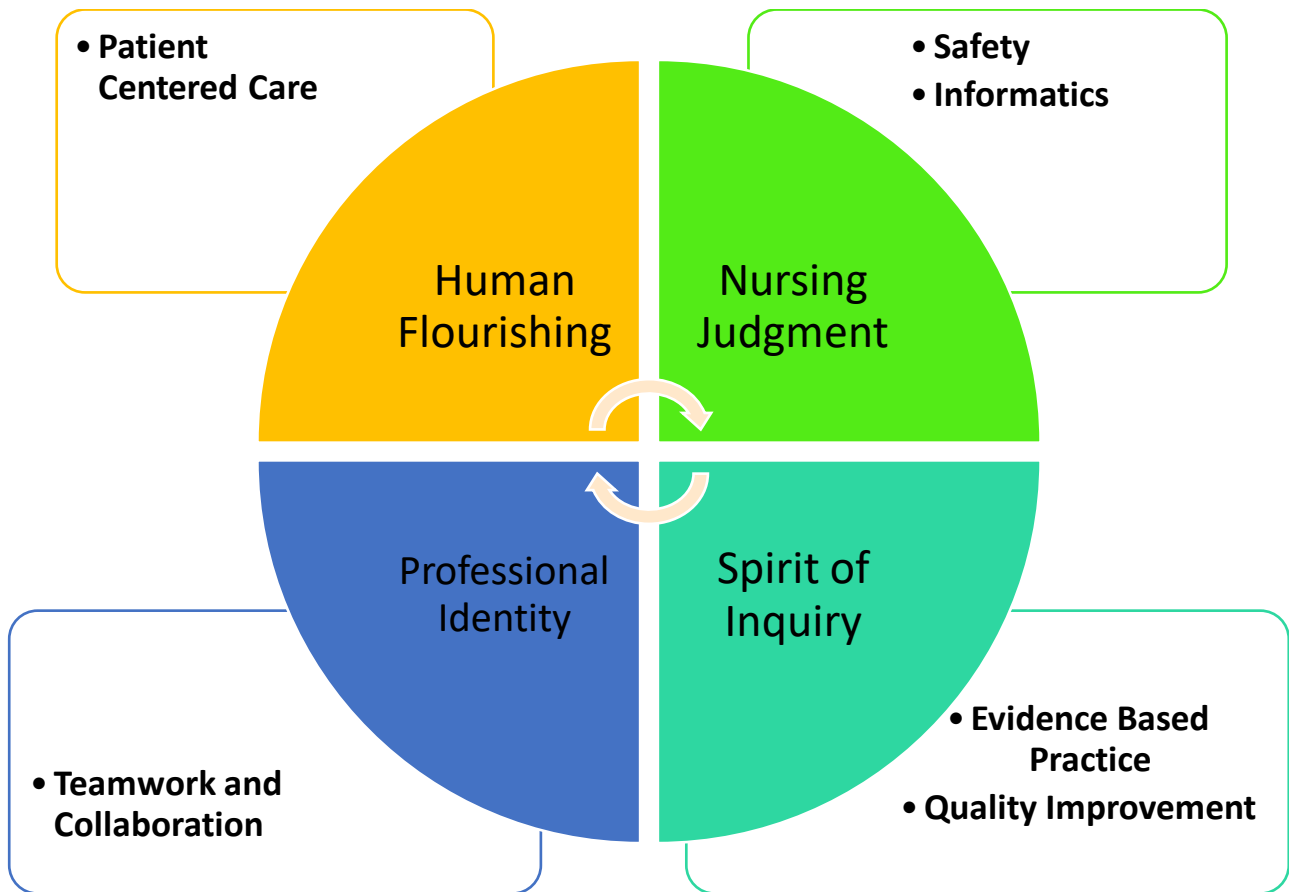 • Patient
Centered Care
• Safety
• Informatics
Human
Flourishing
Nursing
Judgment
Professional
Identity
Spirit of
Inquiry
• Teamwork and
Collaboration
• Evidence Based
Practice
• Quality Improvement